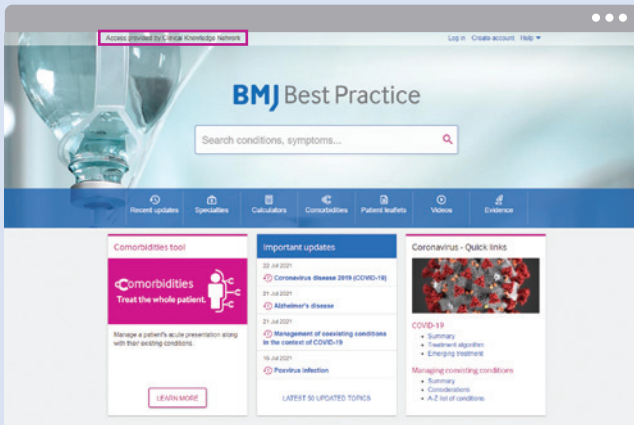 Access provided by Clinical Knowledge Network
Log in Create account Help
BMJ Best Practice
Search conditions, symptoms...
Recent updates Specialties Calculators Comorbidities Patient leaflets Videos Evidence
Comorbidities tool
Comorbidities
Treat the whole patient.
Manage a patient's acute presentation along
with their existing conditions.
LEARN MORE
Important updates
22 Jul 2021
Coronavirus disease 2019 (COVID-19)
21 Jul 2021
Alzheimer's disease
21 Jul 2021
Management of coexisting conditions
in the context of COVID-19
16 Jul 2021
Poxvirus infection
LATEST 50 UPDATED TOPICS
Coronavirus - Quick links
COVID-19
Summary
Treatment algorithm
Emerging treatment
Managing coexisting conditions
Summary
Considerations
A-Z list of conditions